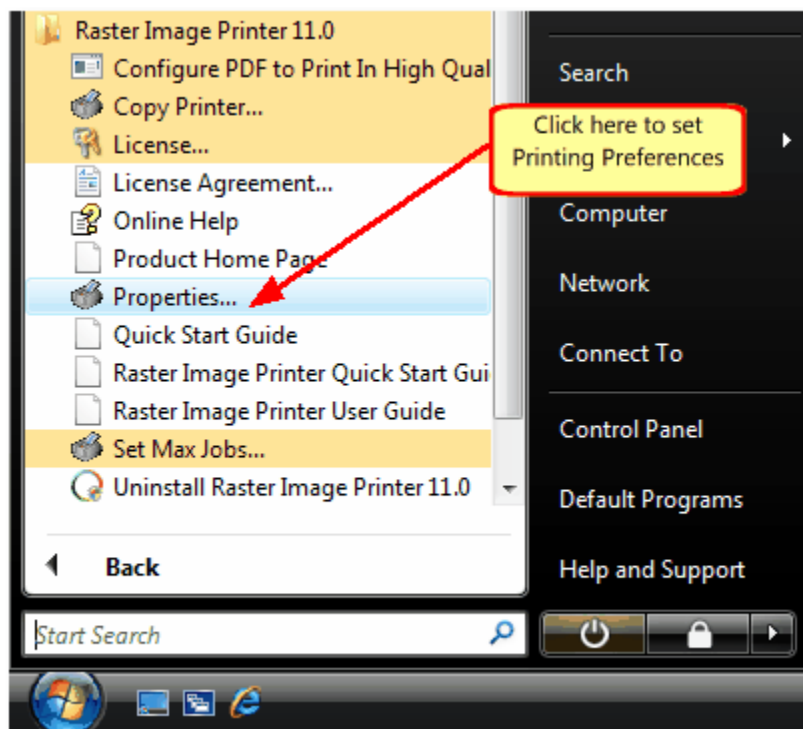 Raster Image Printer 11.0
Configure PDF to Print In High Qual
Copy Printer...
License...
License Agreement...
Online Help
Product Home Page
Properties...
Quick Start Guide
Raster Image Printer Quick Start Gui
Raster Image Printer User Guide
Set Max Jobs...
Uninstall Raster Image Printer 11.0
Back
Start Search
Search
Click here to set
Printing Preferences
Computer
Network
Connect To
Control Panel
Default Programs
Help and Support